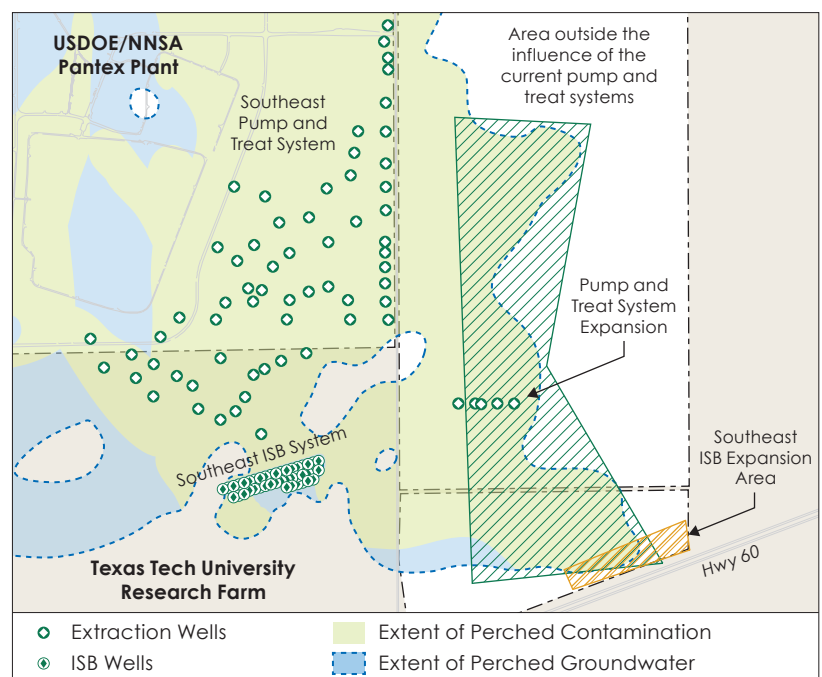 USDOE/NNSA
Pantex Plant
Southeast
Pump and
Treat System
Area outside the
influence of the
current pump and
treat systems
Pump and
Treat System
Expansion
Southeast ISB System
Southeast
ISB Expansion
Area
Hwy 60
Texas Tech University
Research Farm
Extraction Wells
Extent of Perched Contamination
ISB Wells
Extent of Perched Groundwater